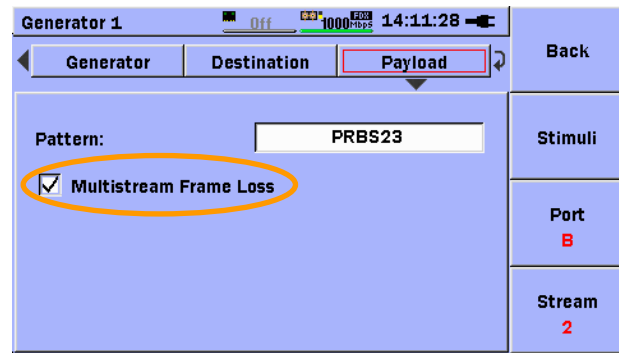 Generator 1
Off
1000 FDX Mbps
14:11:28
Generator
Destination
Payload
Pattern:
PRBS23
Multistream Frame Loss
Back
Stimuli
Port
B
Stream
2